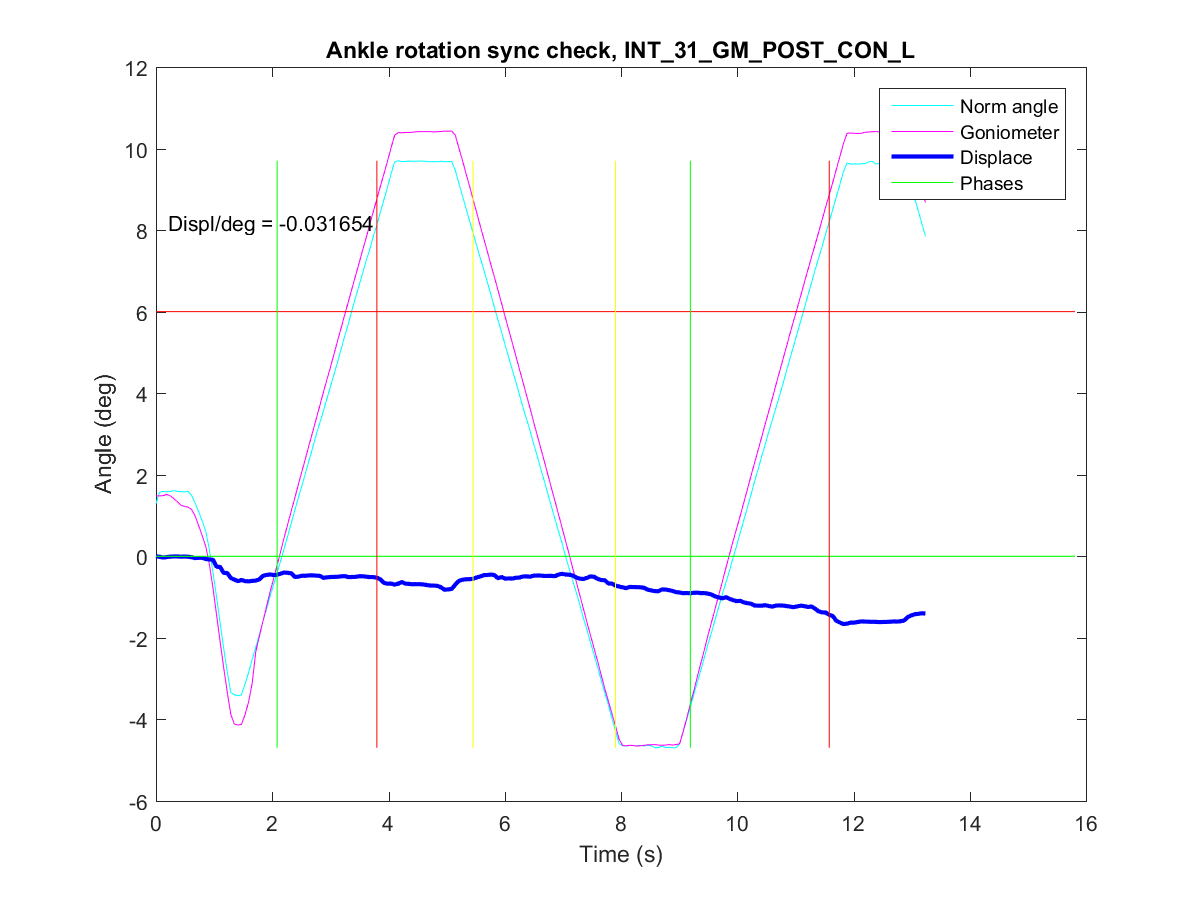 Ankle rotation sync check, INT_31_GM_POST_CON_L
12
10
8
6
4
2
0
-2
-4
-6
Angle (deg)
Displ/deg = -0.031654
Norm angle
Goniometer
Displace
Phases
0 2 4 6 8 10 12 14 16
Time (s)